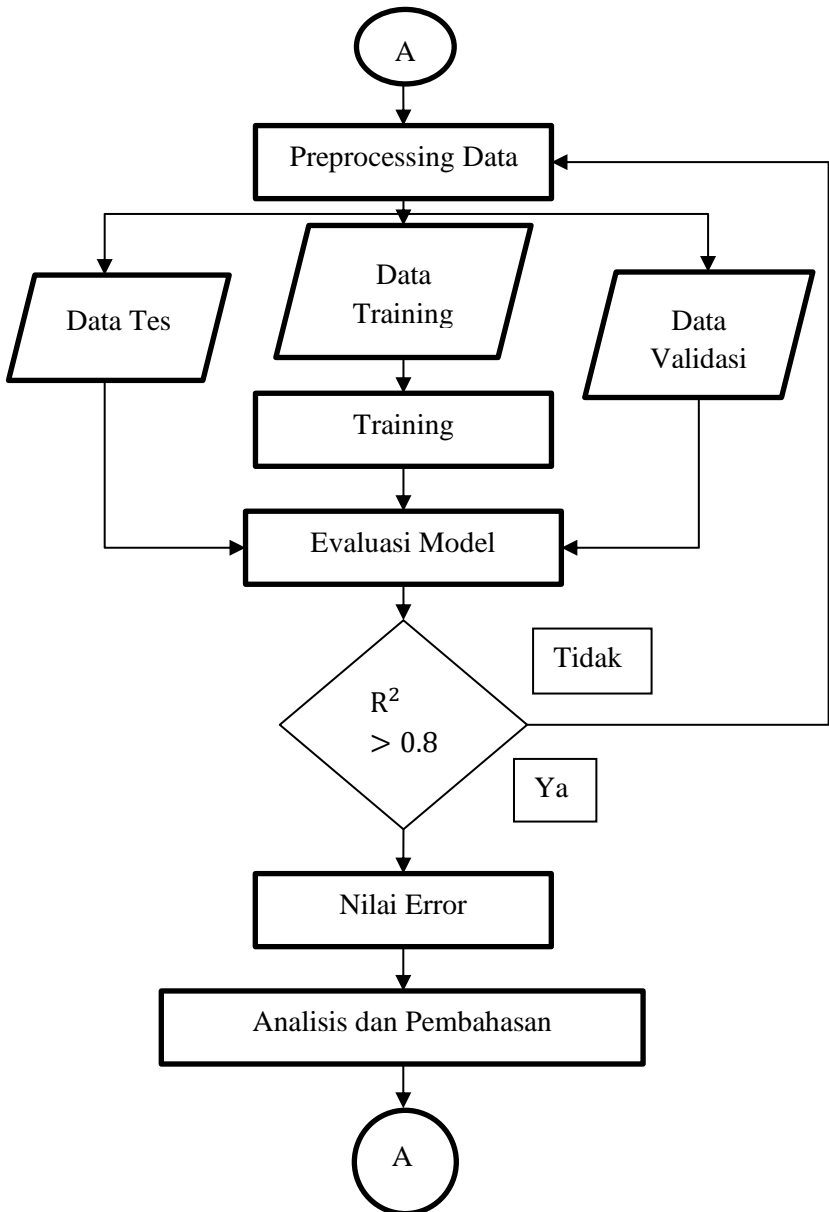 A
Preprocessing Data
Data Tes
Data
Training
Data
Validasi
Training
Evaluasi Model
Tidak
R²
> 0.8
Ya
Nilai Error
Analisis dan Pembahasan
A